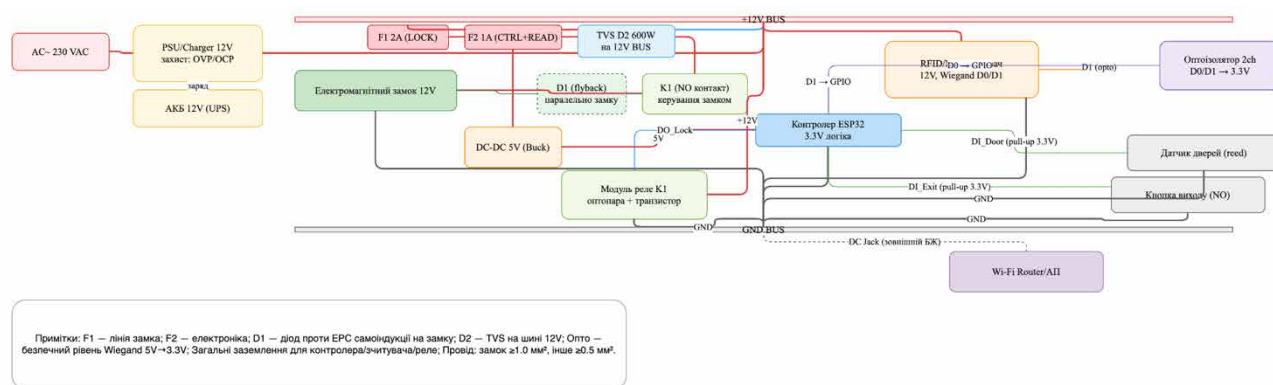 +12V BUS
AC~ 230 VAC
PSU/Charger 12V
захист: OVP/OCP
заряд
АКБ 12V (UPS)
F1 2A (LOCK)
F2 1A (CTRL+READ)
TVS D2 600W
на 12V BUS
RFID/
D0 → GPIO
ач
12V, Wiegand D0/D1
D1 (opto)
Оптоізолятор 2ch
D0/D1 → 3.3V
Електромагнітний замок 12V
D1 (flyback)
паралельно замку
K1 (NO контакт)
керування замком
D1 → GPIO
+12V
DO_Lock
5V
Контролер ESP32
3.3V логіка
DC-DC 5V (Buck)
DI_Door (pull-up 3.3V)
Датчик дверей (reed)
Модуль реле K1
оптопара + транзистор
DI_Exit (pull-up 3.3V)
Кнопка виходу (NO)
GND
GND
GND
GND BUS
DC Jack (зовнішній БЖ)
Wi-Fi Router/АП
Примітки: F1 — лінія замка; F2 — електроніка; D1 — діод проти ЕРС самоіндукції на замку; D2 — TVS на шині 12V; Опто —
безпечний рівень Wiegand 5V→3.3V; Загальні заземлення для контролера/зчитувача/реле; Провід: замок ≥1.0 мм², інше ≥0.5 мм².